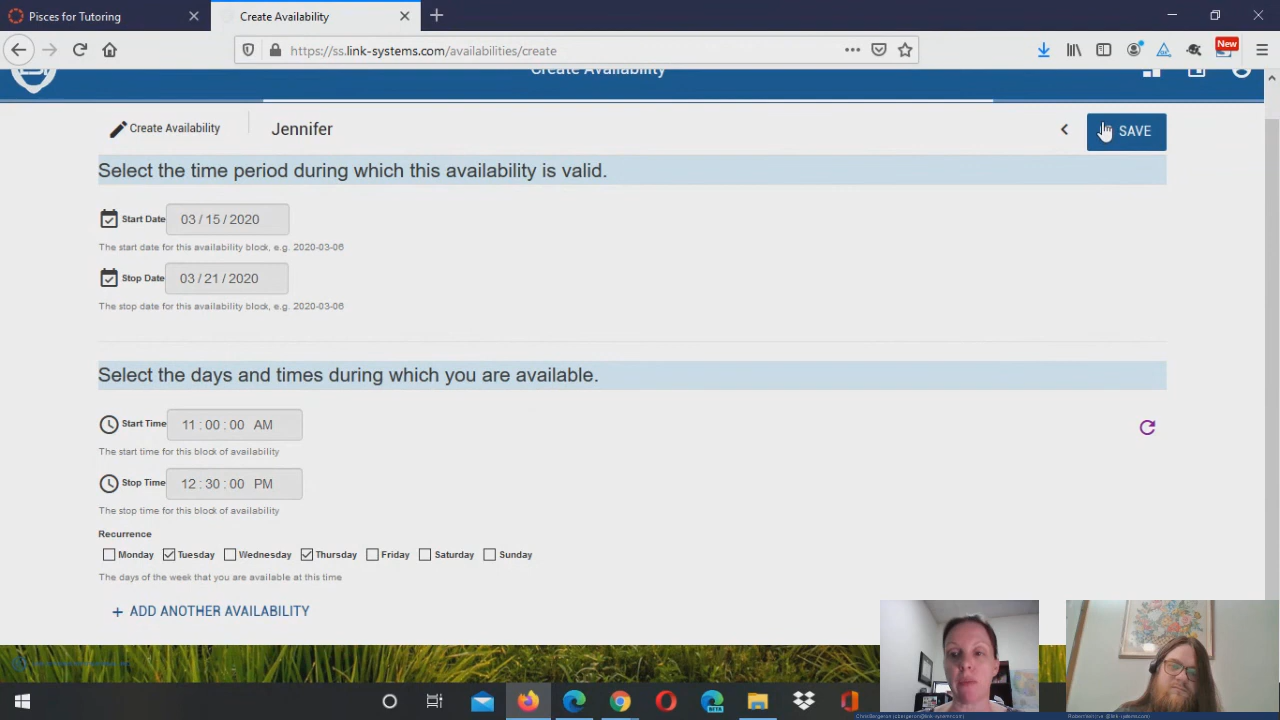 Pisces for Tutoring
Create Availability
https://ss.link-systems.com/availabilities/create
New
Create Availability
Create Availability
Jennifer
SAVE
Select the time period during which this availability is valid.
Start Date 03 / 15 / 2020
The start date for this availability block, e.g. 2020-03-06
Stop Date 03 / 21 / 2020
The stop date for this availability block, e.g. 2020-03-06
Select the days and times during which you are available.
Start Time 11 : 00 : 00 AM
The start time for this block of availability
Stop Time 12 : 30 : 00 PM
The stop time for this block of availability
Recurrence
Monday Tuesday Wednesday Thursday Friday Saturday Sunday
The days of the week that you are available at this time
+ ADD ANOTHER AVAILABILITY
BETA